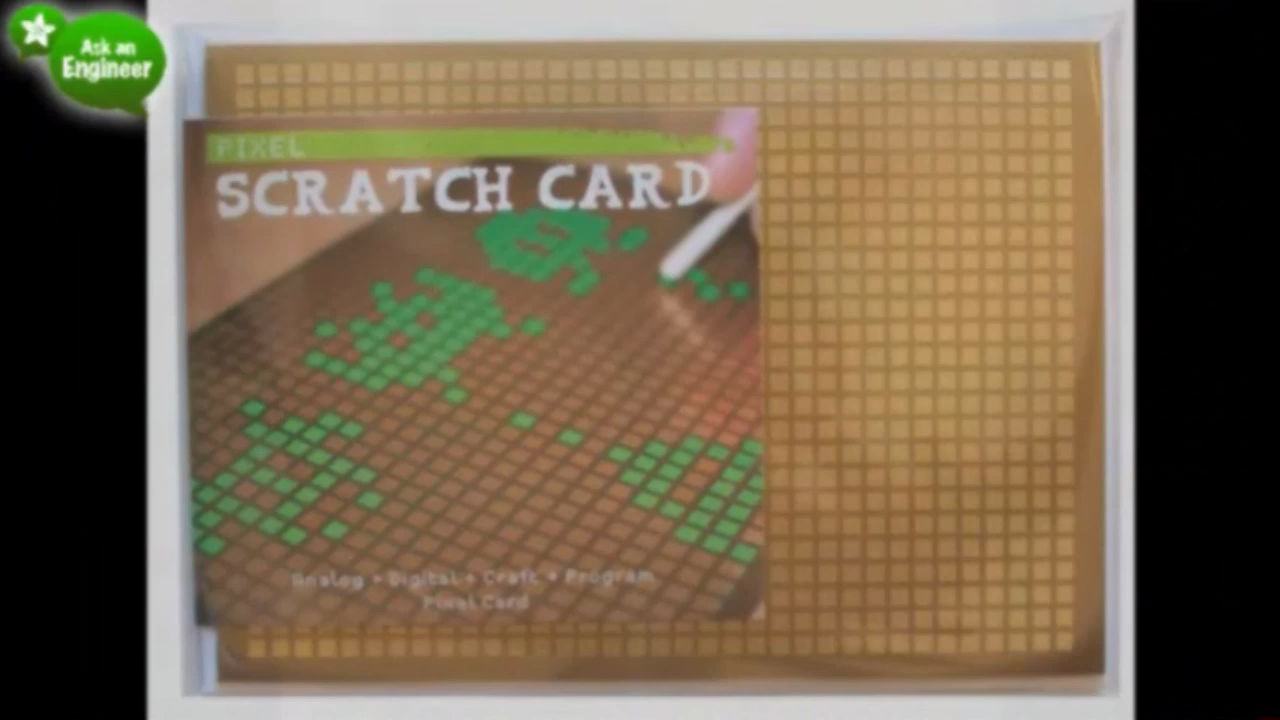 Ask an
Engineer
PIXEL
SCRATCH CARD
Analog + Digital + Craft + Program
Pixel Card